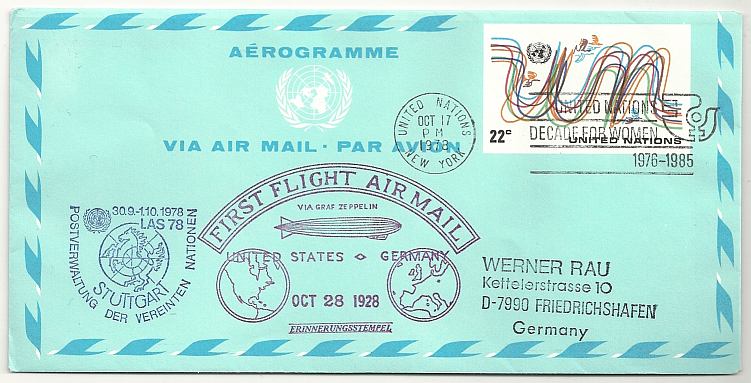 AÉROGRAMME
VIA AIR MAIL · PAR AVION
22c
UNITED NATIONS
UNITED NATIONS
OCT 17
PM
1978
NEW YORK
UNITED NATIONS
DECADE FOR WOMEN
1976-1985
FIRST FLIGHT AIR MAIL
VIA GRAF ZEPPELIN
UNITED STATES ◇ GERMANY
OCT 28 1928
ERINNERUNGSSTEMPEL
30.9.-1.10.1978
LAS 78
STUTTGART
POSTVERWALTUNG DER VEREINTEN NATIONEN
WERNER RAU
Kettelerstrasse 10
D-7990 FRIEDRICHSHAFEN
Germany